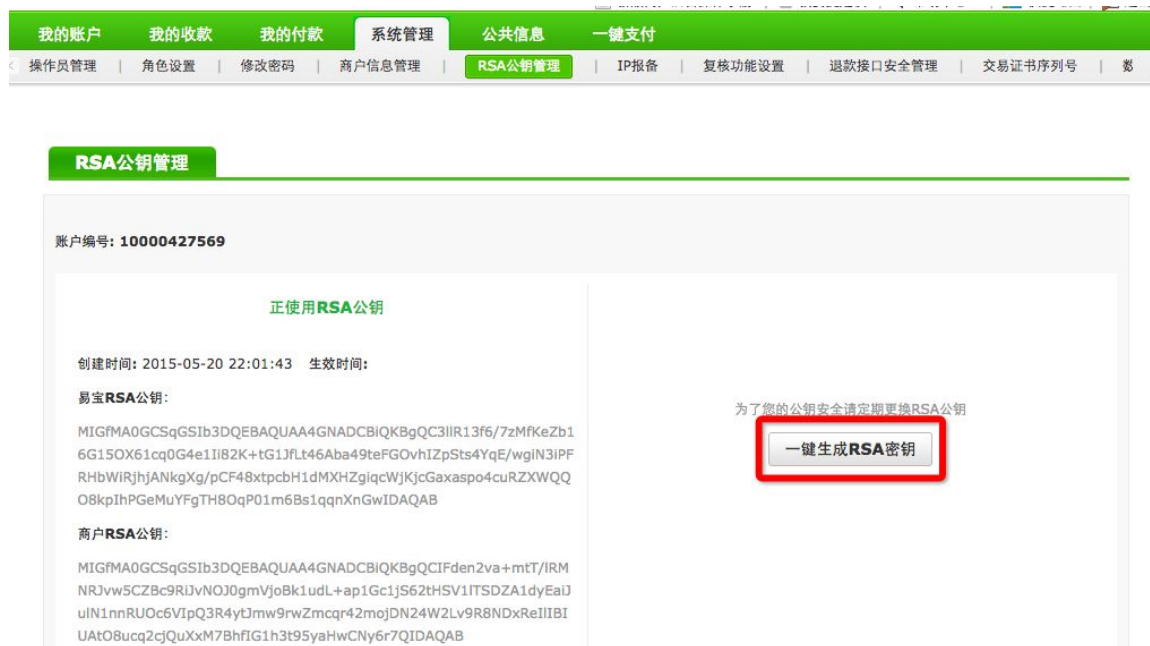 我的账户 我的收款 我的付款 系统管理 公共信息 一键支付
操作员管理 | 角色设置 | 修改密码 | 商户信息管理 | RSA公钥管理 | IP报备 | 复核功能设置 | 退款接口安全管理 | 交易证书序列号 |
RSA公钥管理
账户编号: 10000427569
正使用RSA公钥
创建时间: 2015-05-20 22:01:43 生效时间:
易宝RSA公钥:
为了您的公钥安全请定期更换RSA公钥
MIGfMA0GCSqGSIb3DQEBAQUAA4GNADCBiQKBgQC3llR13f6/7zMfKeZb1
一键生成RSA密钥
6G15OX61cq0G4e1Ii82K+tG1JfLt46Aba49teFGOvhIZpSts4YqE/wgiN3iPF
RHbWiRjhjANkgXg/pCF48xtpcbH1dMXHZgiqcWjKjcGaxaspo4cuRZXWQQ
O8kpIhPGeMuYFgTH8OqP01m6Bs1qqnXnGwIDAQAB
商户RSA公钥:
MIGfMA0GCSqGSIb3DQEBAQUAA4GNADCBiQKBgQCIFden2va+mtT/lRM
NRJvw5CZBc9RiJvNOJ0gmVjoBk1udL+ap1Gc1jS62tHSV1lTSDZA1dyEaiJ
ulN1nnRUOc6VIpQ3R4ytJmw9rwZmcqr42mojDN24W2Lv9R8NDxReIlIBI
UAtO8ucq2cjQuXxM7BhfIG1h3t95yaHwCNy6r7QIDAQAB